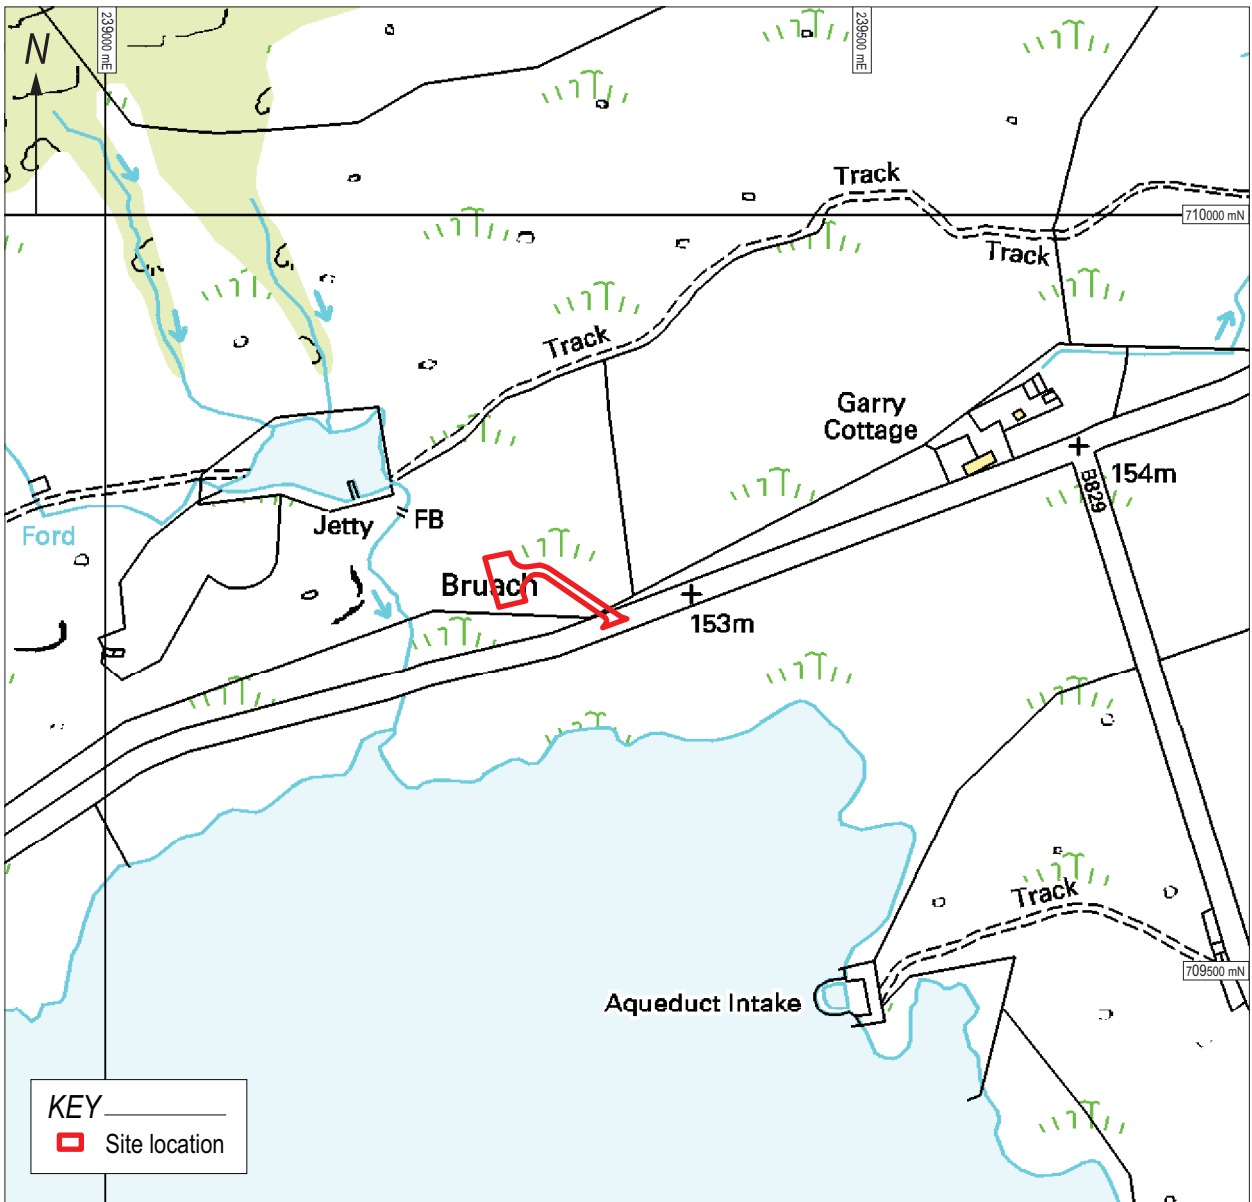 N
239000 mE
239500 mE
Track
710000 mN
Track
Track
Garry
Cottage
154m
B829
Ford
Jetty
FB
Bruach
153m
Track
709500 mN
Aqueduct Intake
KEY
Site location